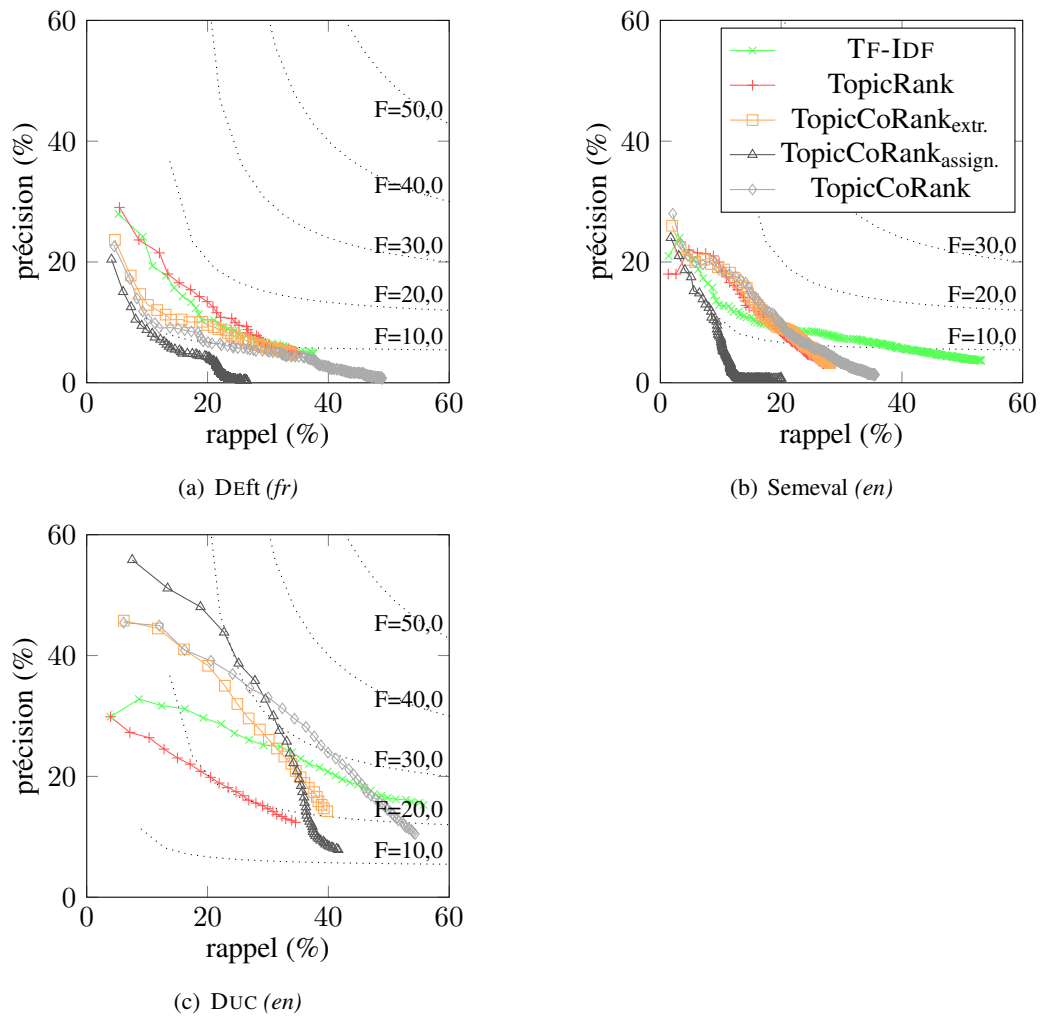 60
40
20
0
0
20
40
60
précision (%)
rappel (%)
F=50,0
F=40,0
F=30,0
F=20,0
F=10,0
(a) DEft (fr)
60
40
20
0
0
20
40
60
précision (%)
rappel (%)
TF-IDF
TopicRank
TopicCoRankextr.
TopicCoRankassign.
TopicCoRank
F=30,0
F=20,0
F=10,0
(b) Semeval (en)
60
40
20
0
0
20
40
60
précision (%)
rappel (%)
F=50,0
F=40,0
F=30,0
F=20,0
F=10,0
(c) DUC (en)